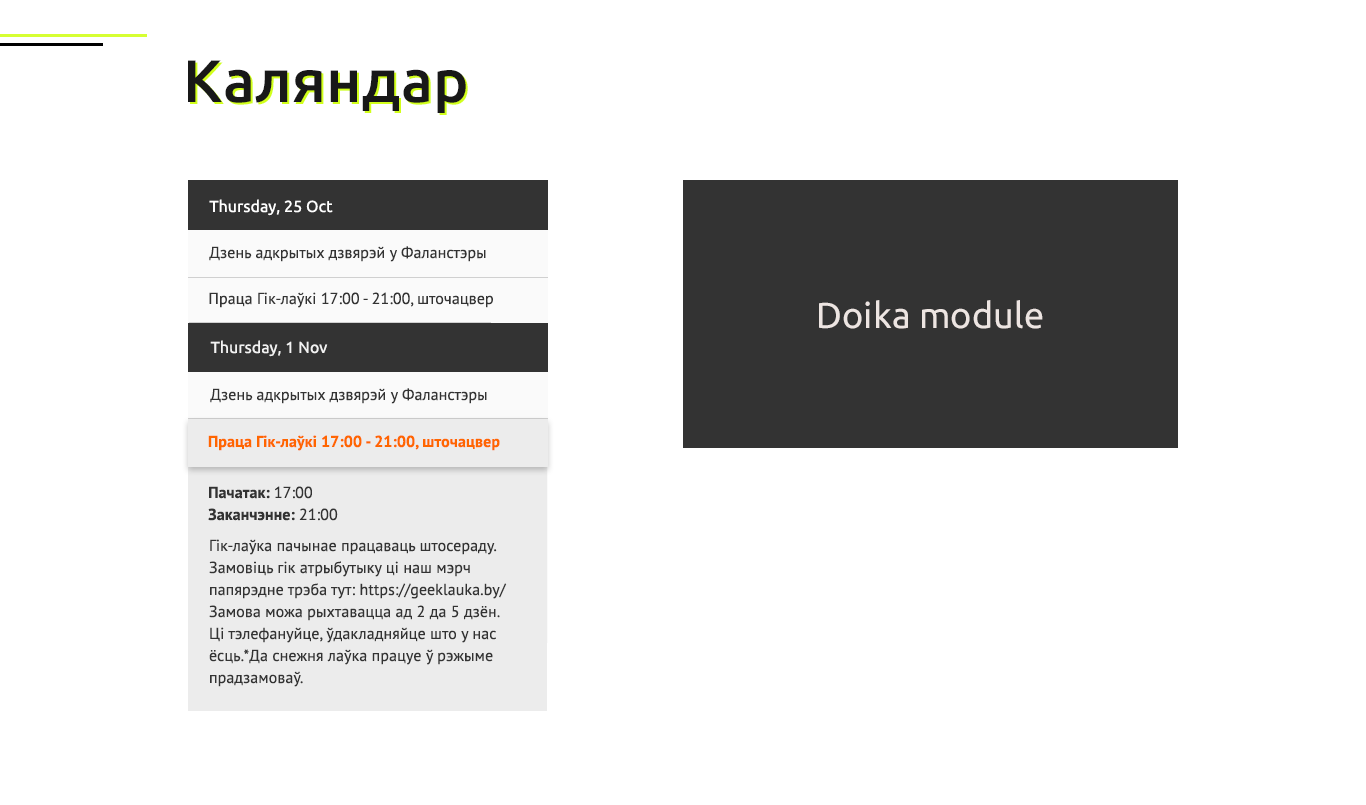 Каляндар
Thursday, 25 Oct
Дзень адкрытых дзвярэй у Фаланстэры
Праца Гік-лаўкі 17:00 - 21:00, шточацвер
Thursday, 1 Nov
Дзень адкрытых дзвярэй у Фаланстэры
Праца Гік-лаўкі 17:00 - 21:00, шточацвер
Пачатак: 17:00
Заканчэнне: 21:00
Гік-лаўка пачынае працаваць штосераду.
Замовіць гік атрыбутыку ці наш мэрч
папярэдне трэба тут: https://geeklauka.by/
Замова можа рыхтавацца ад 2 да 5 дзён.
Ці тэлефануйце, ўдакладняйце што у нас
ёсць.*Да снежня лаўка працуе ў рэжыме
прадзамоваў.
Doika module